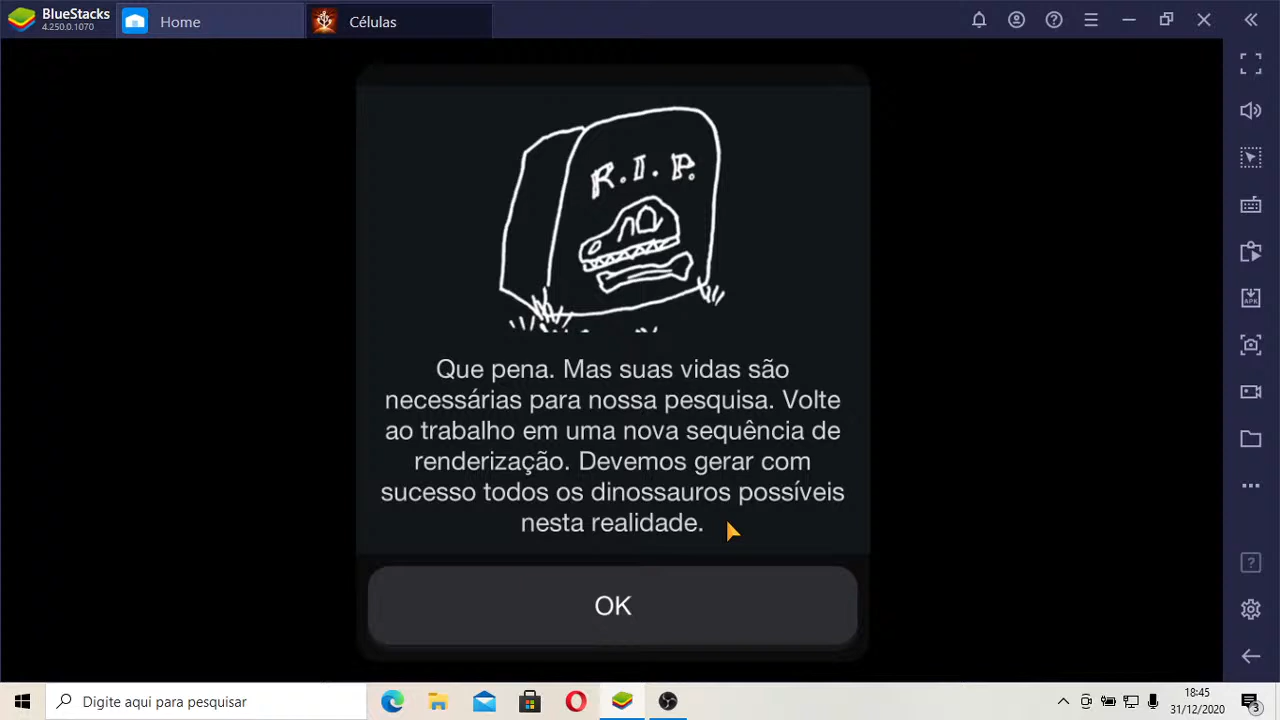 BlueStacks
4.250.0.1070
Home
Células
R.I.P.
Que pena. Mas suas vidas são
necessárias para nossa pesquisa. Volte
ao trabalho em uma nova sequência de
renderização. Devemos gerar com
sucesso todos os dinossauros possíveis
nesta realidade.
OK
APK
Digite aqui para pesquisar
18:45
31/12/2020
3